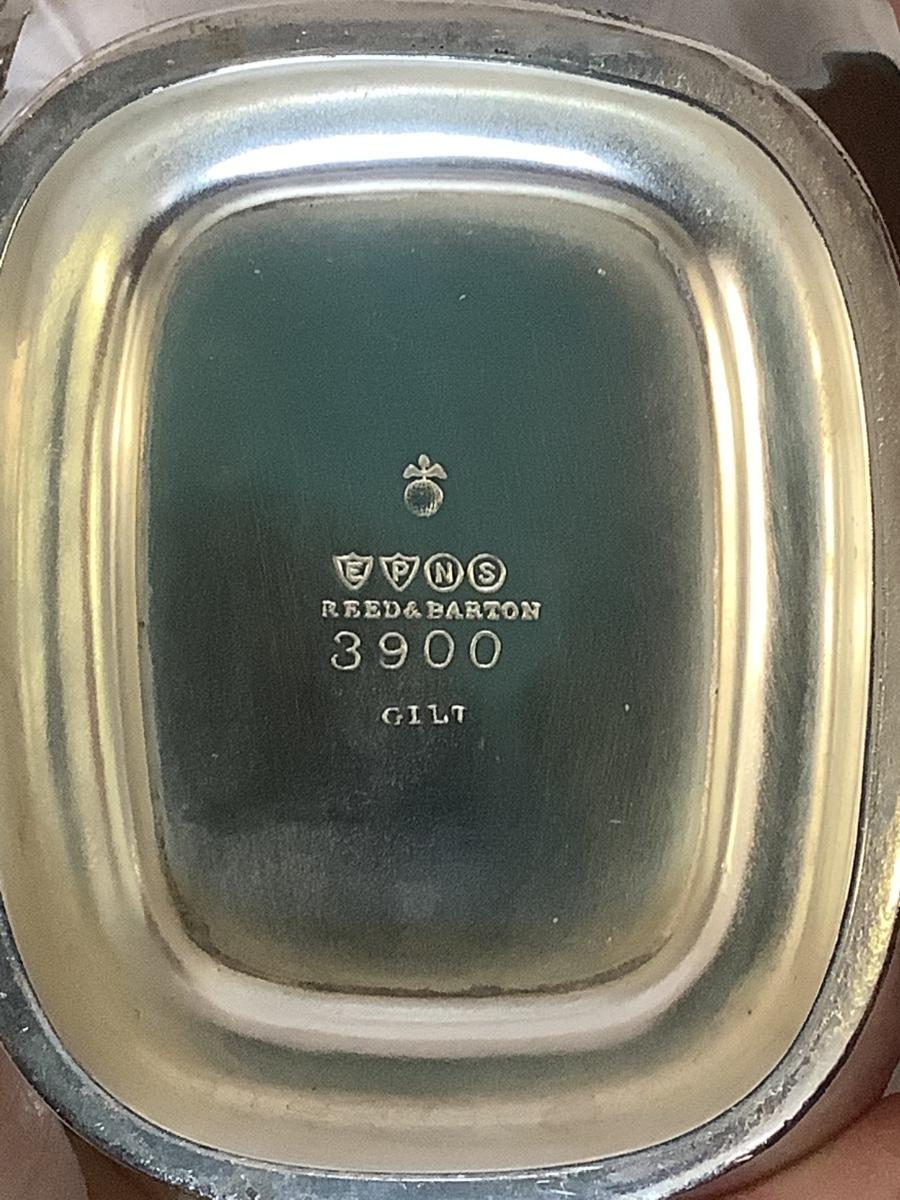 EPNS
REED & BARTON
3900
GILT